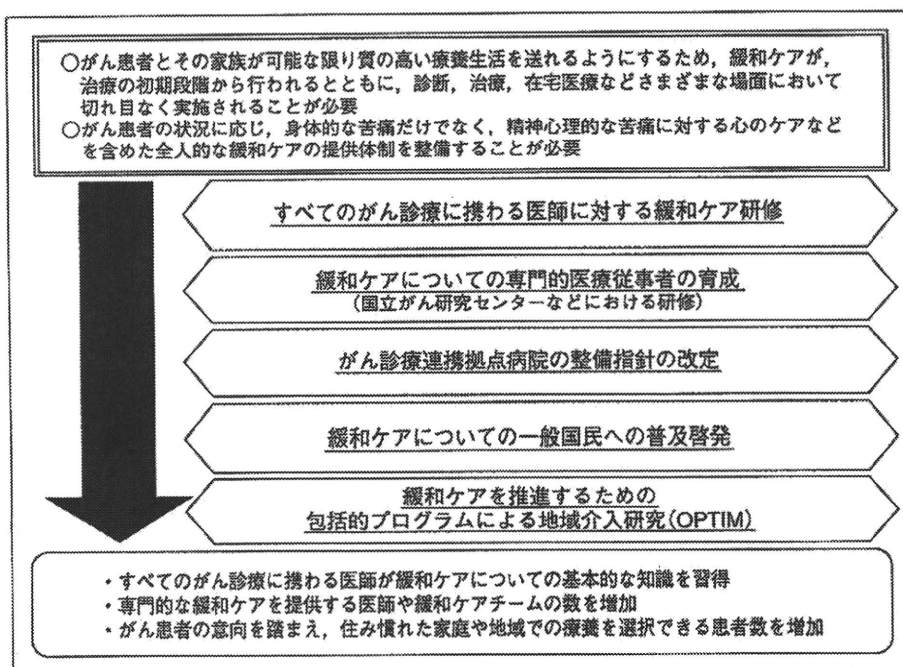 ○がん患者とその家族が可能な限り質の高い療養生活を送れるようにするため，緩和ケアが，
治療の初期段階から行われるとともに，診断，治療，在宅医療などさまざまな場面において
切れ目なく実施されることが必要
○がん患者の状況に応じ，身体的な苦痛だけでなく，精神心理的な苦痛に対する心のケアなど
を含めた全人的な緩和ケアの提供体制を整備することが必要
すべてのがん診療に携わる医師に対する緩和ケア研修
緩和ケアについての専門的医療従事者の育成
（国立がん研究センターなどにおける研修）
がん診療連携拠点病院の整備指針の改定
緩和ケアについての一般国民への普及啓発
緩和ケアを推進するための
包括的プログラムによる地域介入研究（OPTIM）
・すべてのがん診療に携わる医師が緩和ケアについての基本的な知識を習得
・専門的な緩和ケアを提供する医師や緩和ケアチームの数を増加
・がん患者の意向を踏まえ，住み慣れた家庭や地域での療養を選択できる患者数を増加